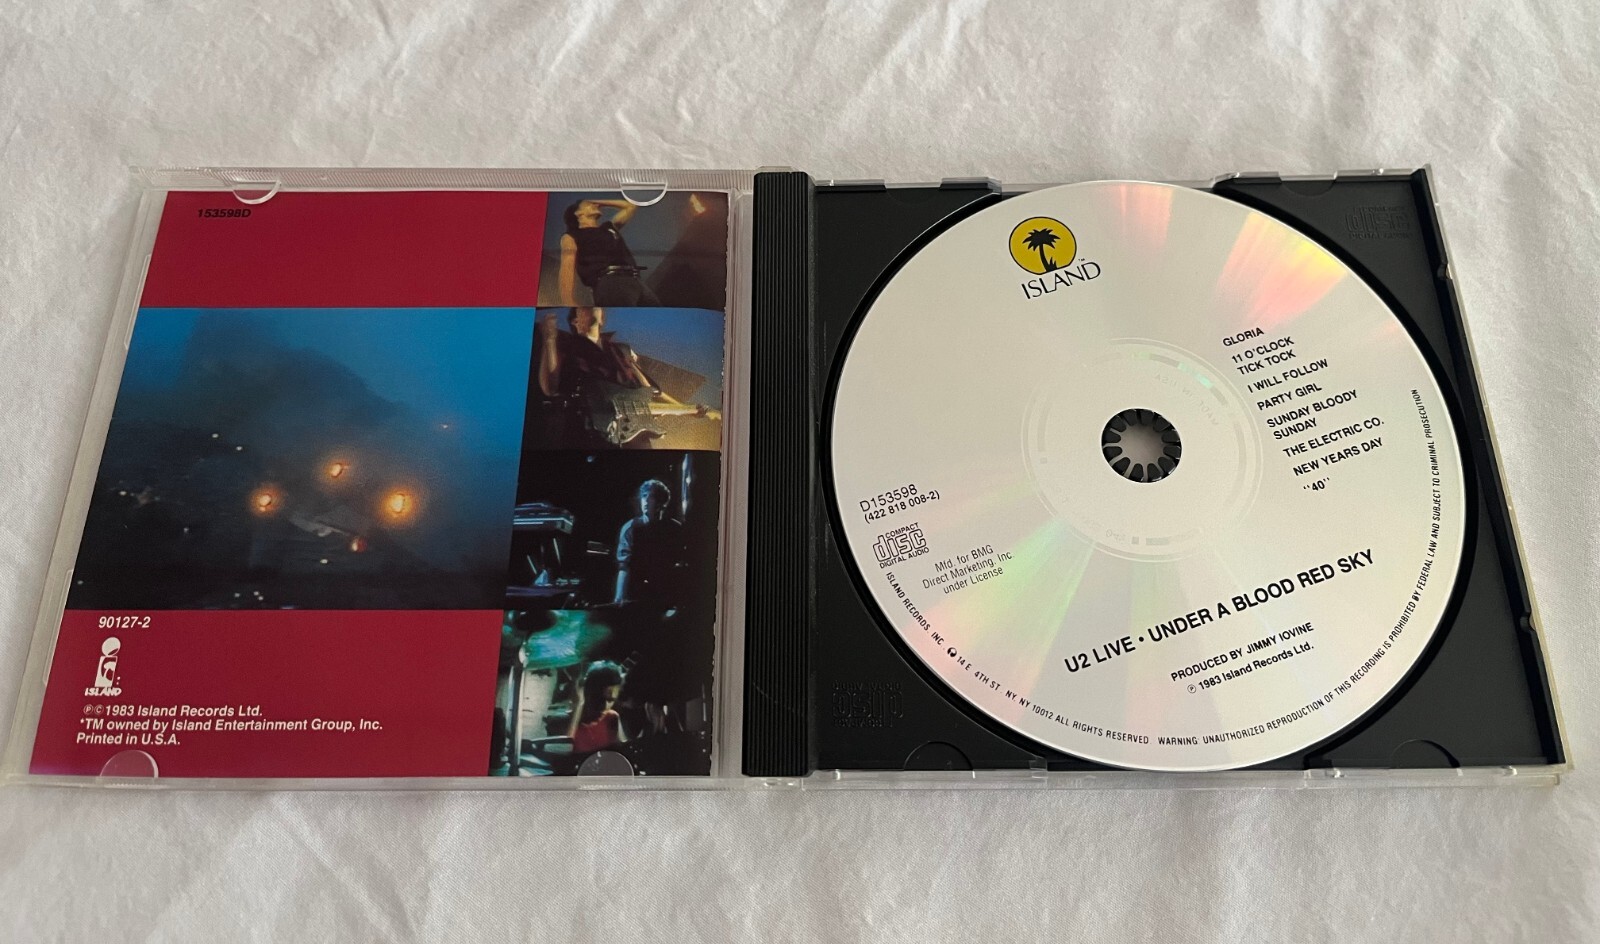 153598D
90127-2
ISLAND
℗©1983 Island Records Ltd.
*TM owned by Island Entertainment Group, Inc.
Printed in U.S.A.
ISLAND™
GLORIA
11 O'CLOCK
TICK TOCK
I WILL FOLLOW
PARTY GIRL
SUNDAY BLOODY
SUNDAY
THE ELECTRIC CO.
NEW YEARS DAY
"40"
D153598
(422 818 008-2)
COMPACT
disc
DIGITAL AUDIO
Mfd. for BMG
Direct Marketing, Inc.
under License
U2 LIVE • UNDER A BLOOD RED SKY
PRODUCED BY JIMMY IOVINE
℗ 1983 Island Records Ltd.
ISLAND RECORDS, INC. 14 E. 4TH ST. NY NY 10012 ALL RIGHTS RESERVED. WARNING: UNAUTHORIZED REPRODUCTION OF THIS RECORDING IS PROHIBITED BY FEDERAL LAW AND SUBJECT TO CRIMINAL PROSECUTION